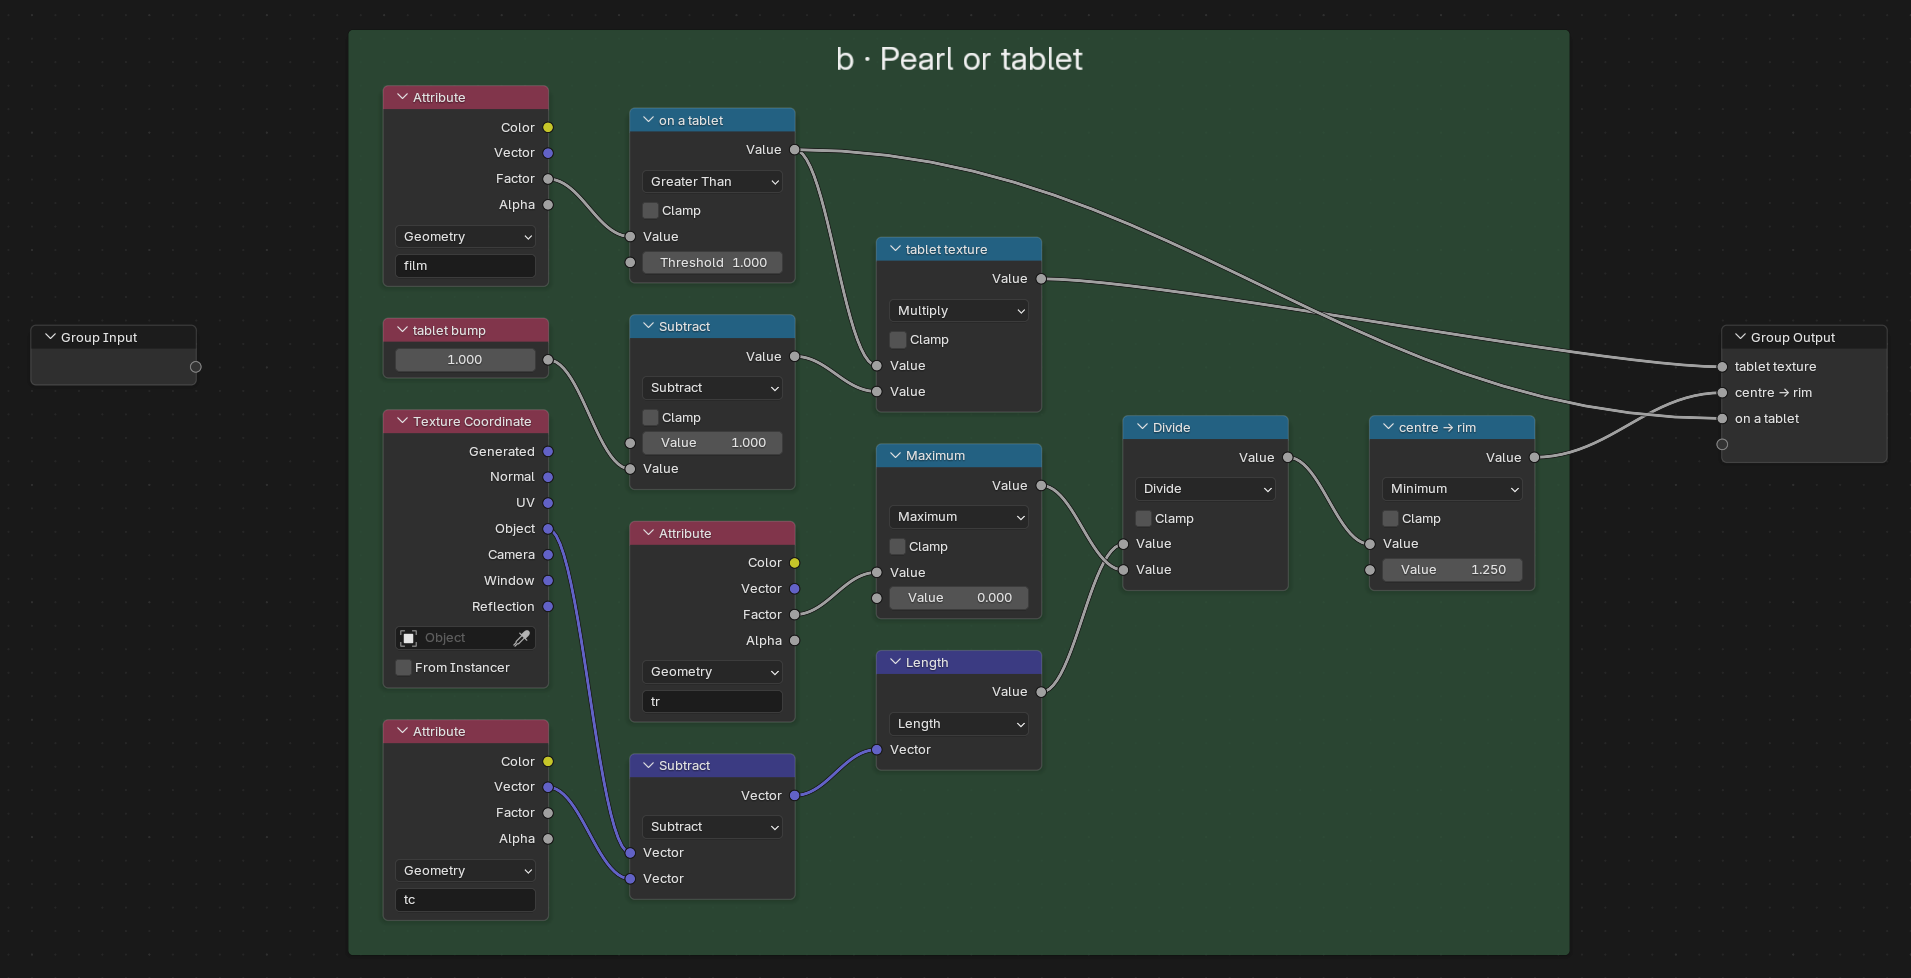 b · Pearl or tablet
Group Input
Attribute
Color
Vector
Factor
Alpha
Geometry
film
tablet bump
1.000
Texture Coordinate
Generated
Normal
UV
Object
Camera
Window
Reflection
Object
From Instancer
Attribute
Color
Vector
Factor
Alpha
Geometry
tc
on a tablet
Value
Greater Than
Clamp
Value
Threshold 1.000
Subtract
Value
Subtract
Clamp
Value 1.000
Value
Attribute
Color
Vector
Factor
Alpha
Geometry
tr
Subtract
Vector
Subtract
Vector
Vector
tablet texture
Value
Multiply
Clamp
Value
Value
Maximum
Value
Maximum
Clamp
Value
Value 0.000
Length
Value
Length
Vector
Divide
Value
Divide
Clamp
Value
Value
centre → rim
Value
Minimum
Clamp
Value
Value 1.250
Group Output
tablet texture
centre → rim
on a tablet